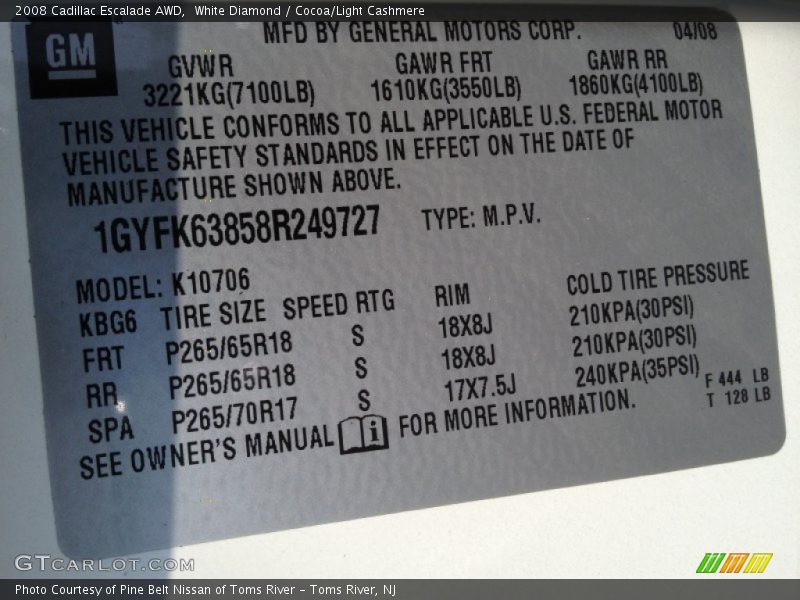 2008 Cadillac Escalade AWD, White Diamond / Cocoa/Light Cashmere
GM
MFD BY GENERAL MOTORS CORP. 04/08
GVWR GAWR FRT GAWR RR
3221KG(7100LB) 1610KG(3550LB) 1860KG(4100LB)
THIS VEHICLE CONFORMS TO ALL APPLICABLE U.S. FEDERAL MOTOR
VEHICLE SAFETY STANDARDS IN EFFECT ON THE DATE OF
MANUFACTURE SHOWN ABOVE.
1GYFK63858R249727 TYPE: M.P.V.
MODEL: K10706
KBG6 TIRE SIZE SPEED RTG RIM COLD TIRE PRESSURE
FRT P265/65R18 S 18X8J 210KPA(30PSI)
RR P265/65R18 S 18X8J 210KPA(30PSI)
SPA P265/70R17 S 17X7.5J 240KPA(35PSI)
F 444 LB
T 128 LB
SEE OWNER'S MANUAL i FOR MORE INFORMATION.
GTCARLOT.COM
Photo Courtesy of Pine Belt Nissan of Toms River – Toms River, NJ